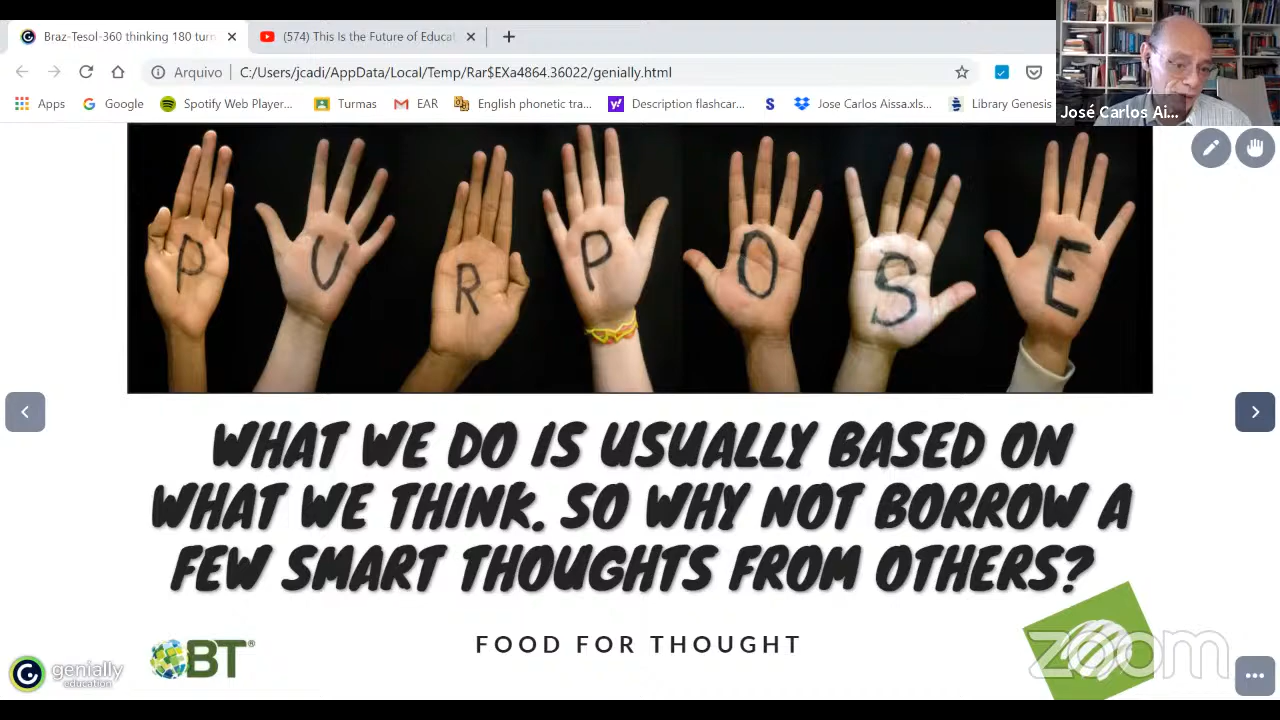 Braz-Tesol-360 thinking 180 turn
(574) This Is the Future of Educat
Arquivo
C:/Users/jcadi/AppData/Local/Temp/Rar$EXa4864.36022/genially.html
Apps
Google
Spotify Web Player...
Turmas
EAR
English phonetic tra...
Description flashc...
S
Jose Carlos Aissa.xls...
Library Genesis
José Carlos Ai...
P U R P O S E
WHAT WE DO IS USUALLY BASED ON
WHAT WE THINK. SO WHY NOT BORROW A
FEW SMART THOUGHTS FROM OTHERS?
FOOD FOR THOUGHT
BT®
genially
education
zoom